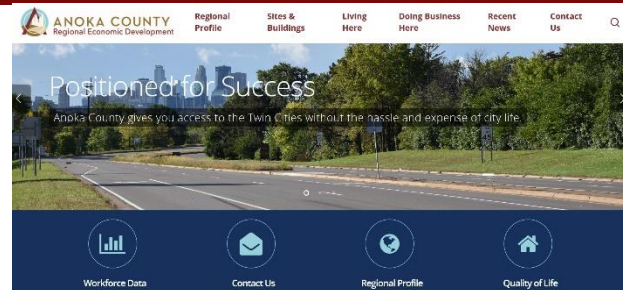 ANOKA COUNTY
Regional Economic Development
Regional Profile
Sites & Buildings
Living Here
Doing Business Here
Recent News
Contact Us
Positioned for Success
Anoka County gives you access to the Twin Cities without the hassle and expense of city life.
Workforce Data
Contact Us
Regional Profile
Quality of Life